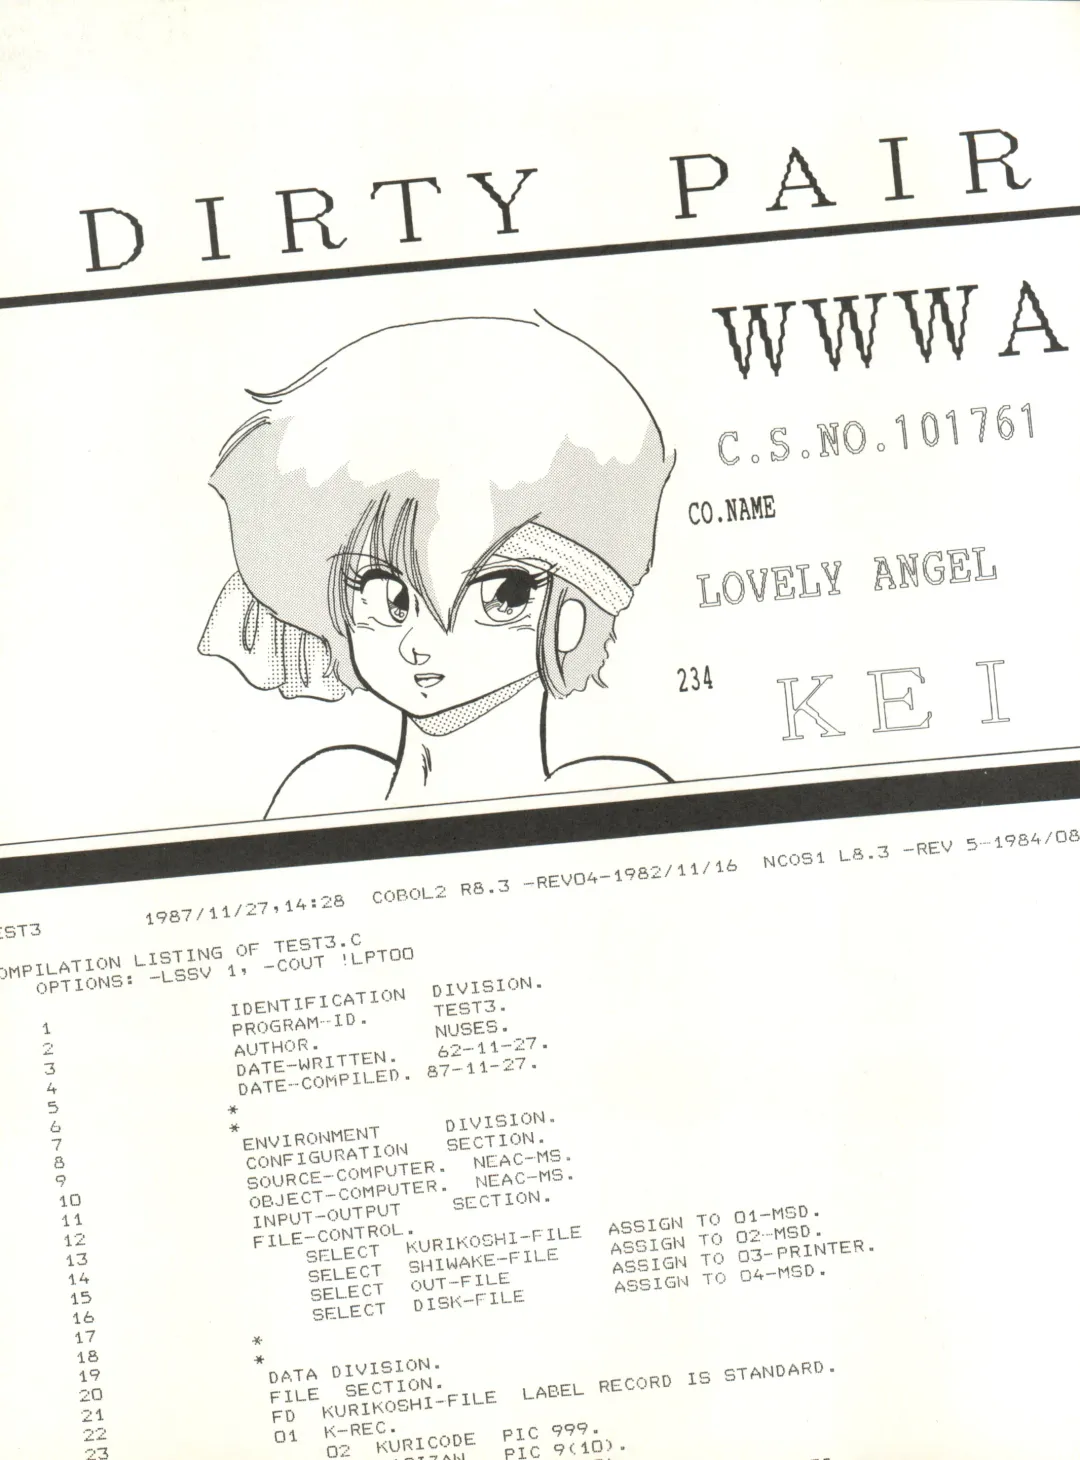 DIRTY PAIR
WWWA
C.S.NO.101761
CO.NAME
LOVELY ANGEL
234 KEI
EST3 1987/11/27,14:28 COBOL2 R8.3 -REV04-1982/11/16 NCOS1 L8.3 -REV 5-1984/08
OMPILATION LISTING OF TEST3.C
OPTIONS: -LSSV 1, -COUT !LPT00
1 IDENTIFICATION DIVISION.
2 PROGRAM-ID. TEST3.
3 AUTHOR. NUSES.
4 DATE-WRITTEN. 62-11-27.
5 DATE-COMPILED. 87-11-27.
6 *
7 *
8 ENVIRONMENT DIVISION.
9 CONFIGURATION SECTION.
10 SOURCE-COMPUTER. NEAC-MS.
11 OBJECT-COMPUTER. NEAC-MS.
12 INPUT-OUTPUT SECTION.
13 FILE-CONTROL.
14 SELECT KURIKOSHI-FILE ASSIGN TO 01-MSD.
15 SELECT SHIWAKE-FILE ASSIGN TO 02-MSD.
16 SELECT OUT-FILE ASSIGN TO 03-PRINTER.
17 SELECT DISK-FILE ASSIGN TO 04-MSD.
18 *
19 *
20 DATA DIVISION.
21 FILE SECTION.
22 FD KURIKOSHI-FILE LABEL RECORD IS STANDARD.
23 01 K-REC.
02 KURICODE PIC 999.
PIC 9(10).